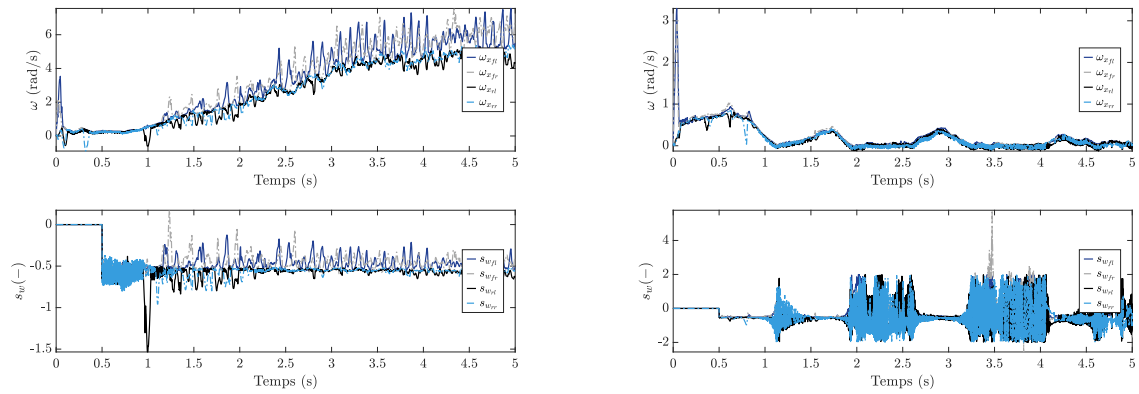 6
4
2
0
ω (rad/s)
ω_{x_{fl}}
ω_{x_{fr}}
ω_{x_{rl}}
ω_{x_{rr}}
0 0.5 1 1.5 2 2.5 3 3.5 4 4.5 5
Temps (s)
3
2
1
0
ω (rad/s)
ω_{x_{fl}}
ω_{x_{fr}}
ω_{x_{rl}}
ω_{x_{rr}}
0 0.5 1 1.5 2 2.5 3 3.5 4 4.5 5
Temps (s)
0
-0.5
-1
-1.5
s_w(−)
s_{w_{fl}}
s_{w_{fr}}
s_{w_{rl}}
s_{w_{rr}}
0 0.5 1 1.5 2 2.5 3 3.5 4 4.5 5
Temps (s)
4
2
0
-2
s_w(−)
s_{w_{fl}}
s_{w_{fr}}
s_{w_{rl}}
s_{w_{rr}}
0 0.5 1 1.5 2 2.5 3 3.5 4 4.5 5
Temps (s)